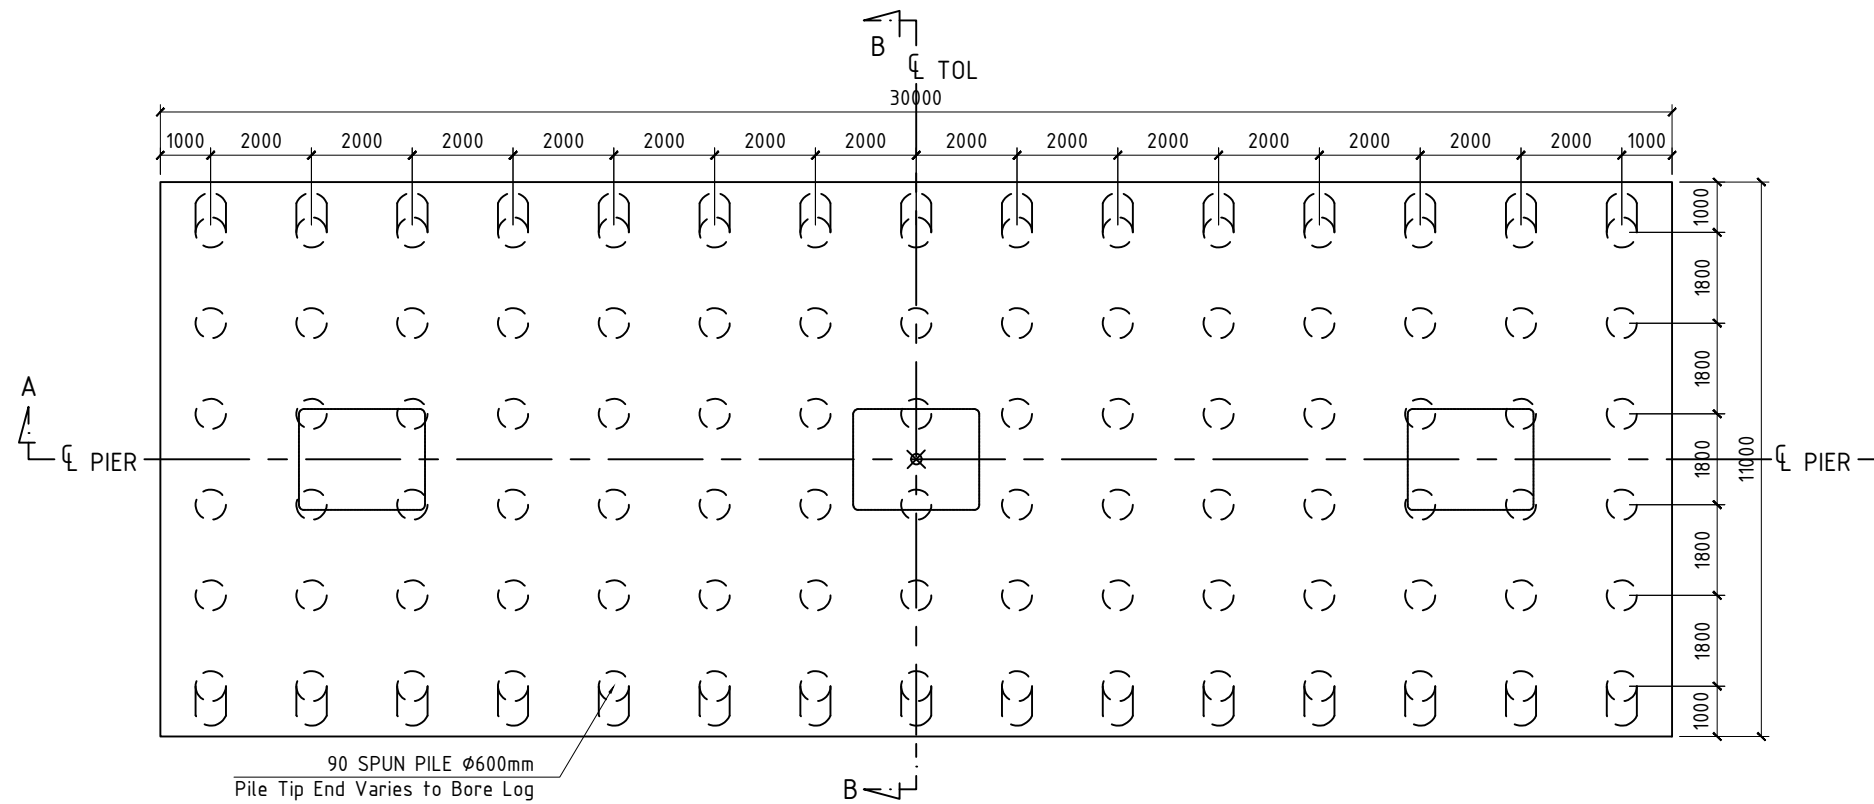 B
℄ TOL
30000
1000 2000 2000 2000 2000 2000 2000 2000 2000 2000 2000 2000 2000 2000 2000 1000
1000
1800
1800
1800
1800
1800
1000
11000
A
℄ PIER
℄ PIER
90 SPUN PILE Ø600mm
Pile Tip End Varies to Bore Log
B